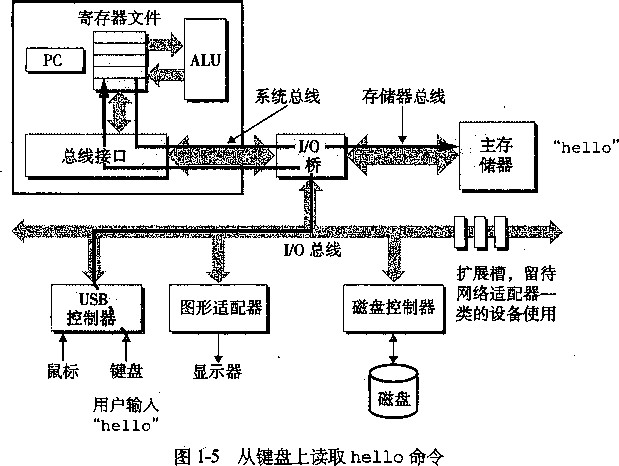 寄存器文件
PC
ALU
系统总线
存储器总线
总线接口
I/O
桥
主存
储器
“hello”
I/O 总线
扩展槽，留待
网络适配器一
类的设备使用
USB
控制器
图形适配器
磁盘控制器
鼠标
键盘
显示器
磁盘
用户输入
“hello”
图 1-5 从键盘上读取 hello 命令